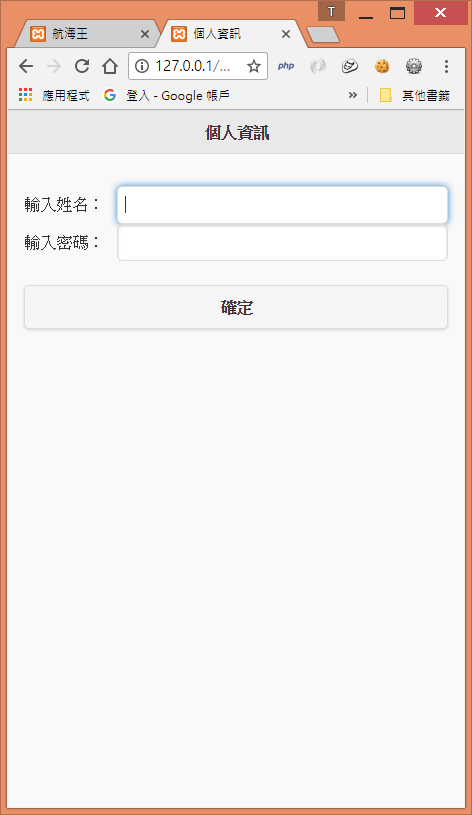 T
航海王 個人資訊
127.0.0.1/... php
應用程式 登入 - Google 帳戶 » 其他書籤
個人資訊
輸入姓名：
輸入密碼：
確定